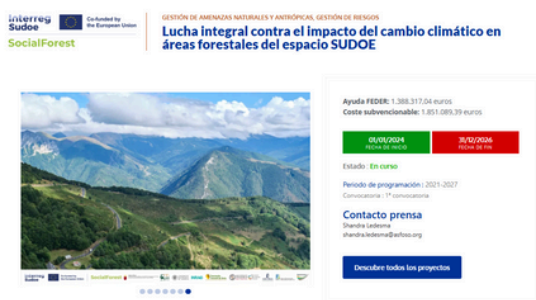 Interreg
Sudoe
Co-funded by
the European Union
SocialForest
GESTIÓN DE AMENAZAS NATURALES Y ANTRÓPICAS, GESTIÓN DE RIESGOS
Lucha integral contra el impacto del cambio climático en
áreas forestales del espacio SUDOE
Ayuda FEDER: 1.388.317,04 euros
Coste subvencionable: 1.851.089,39 euros
01/01/2024
FECHA DE INICIO
31/12/2026
FECHA DE FIN
Estado : En curso
Periodo de programación : 2021-2027
Convocatoria : 1ª convocatoria
Contacto prensa
Shandra Ledesma
shandra.ledesma@asfoso.org
Descubre todos los proyectos
Interreg
Sudoe
SocialForest